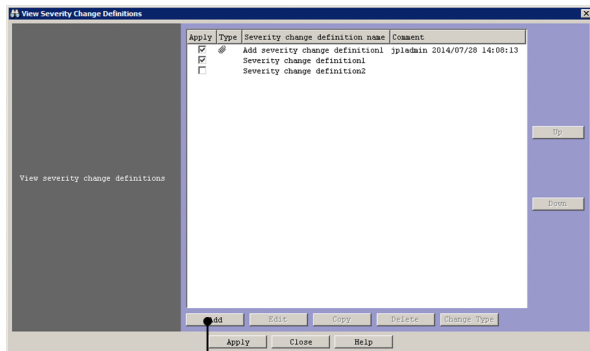 View Severity Change Definitions
Apply Type Severity change definition name Comment
Add severity change definition1 jp1admin 2014/07/28 14:08:13
Severity change definition1
Severity change definition2
Up
View severity change definitions
Down
Add Edit Copy Delete Change Type
Apply Close Help